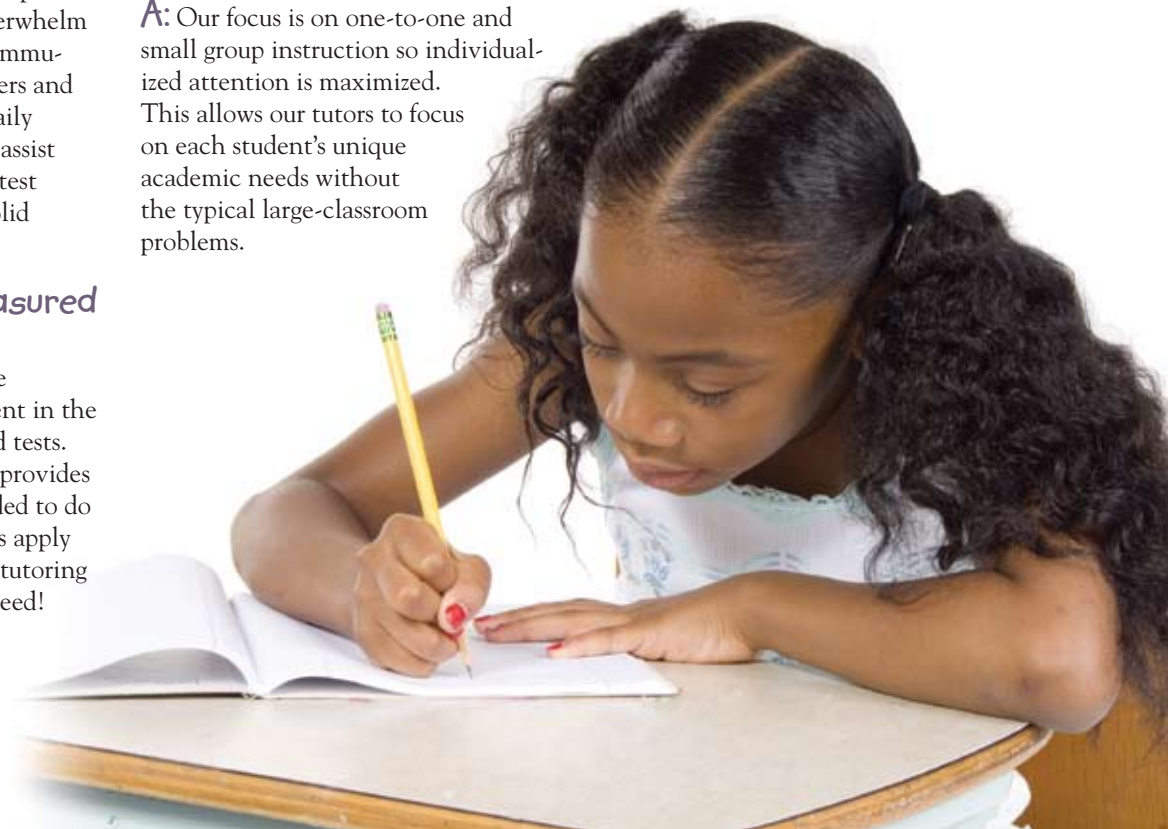 erwhelm
mmu-
ers and
aily
assist
test
lid
asured
e
ent in the
d tests.
provides
ded to do
s apply
tutoring
eed!
A: Our focus is on one-to-one and
small group instruction so individual-
ized attention is maximized.
This allows our tutors to focus
on each student's unique
academic needs without
the typical large-classroom
problems.